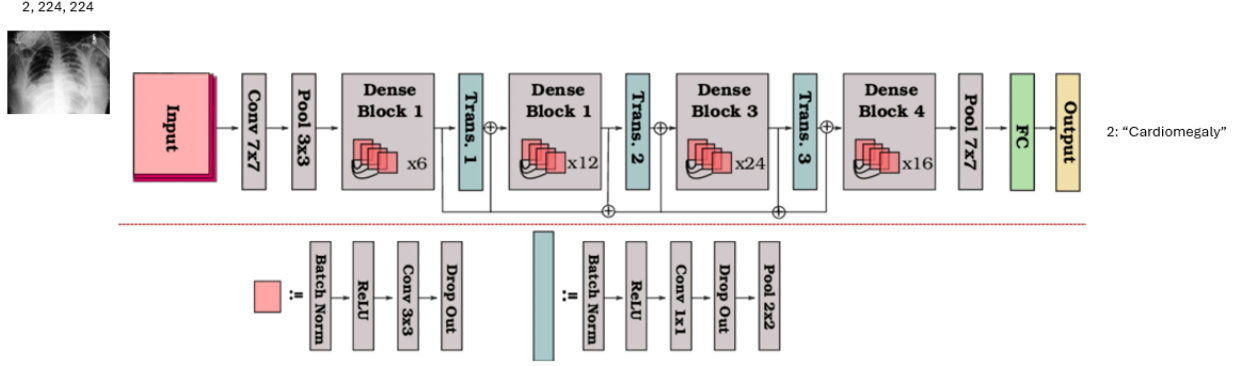 2, 224, 224
Input
Conv 7x7
Pool 3x3
Dense
Block 1
x6
Trans. 1
Dense
Block 1
x12
Trans. 2
Dense
Block 3
x24
Trans. 3
Dense
Block 4
x16
Pool 7x7
FC
Output
2: “Cardiomegaly”
::=
Batch Norm
ReLU
Conv 3x3
Drop Out
::=
Batch Norm
ReLU
Conv 1x1
Drop Out
Pool 2x2